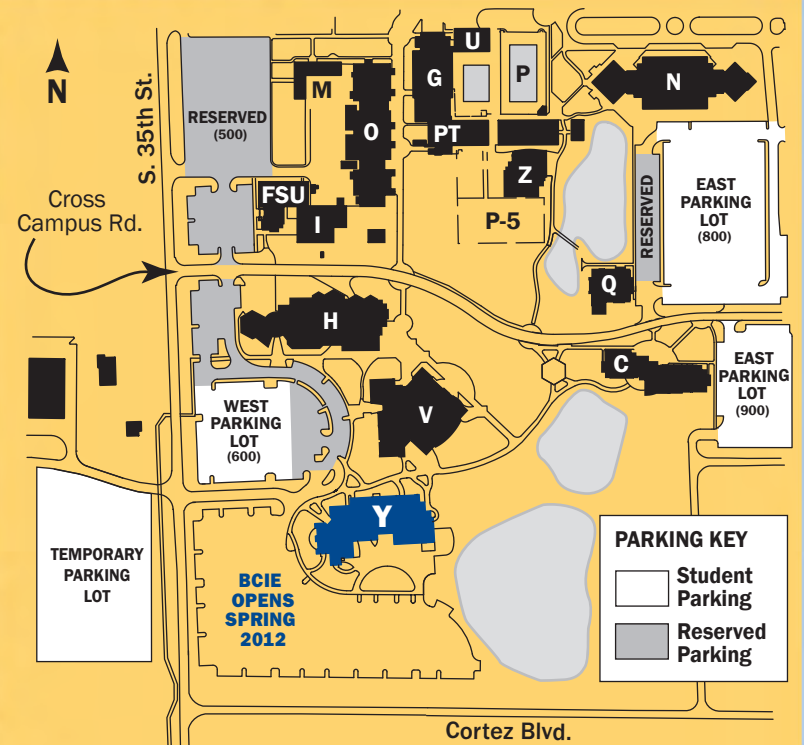 U
G
P
N
M
RESERVED
(500)
S. 35th St.
O
PT
N
Z
FSU
I
P-5
RESERVED
EAST
PARKING
LOT
(800)
Cross
Campus Rd.
Q
H
C
EAST
PARKING
LOT
(900)
WEST
PARKING
LOT
(600)
V
Y
TEMPORARY
PARKING
LOT
BCIE
OPENS
SPRING
2012
PARKING KEY
Student
Parking
Reserved
Parking
Cortez Blvd.